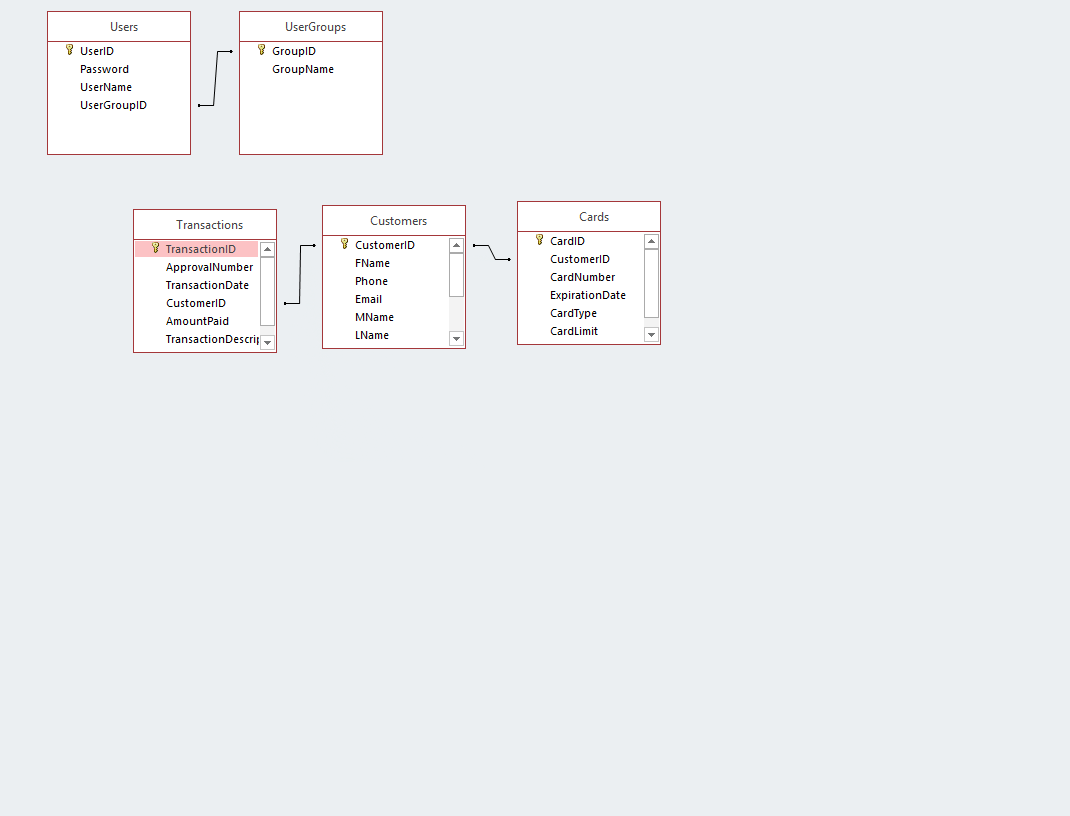 Users
UserID
Password
UserName
UserGroupID
UserGroups
GroupID
GroupName
Transactions
TransactionID
ApprovalNumber
TransactionDate
CustomerID
AmountPaid
TransactionDescrip
Customers
CustomerID
FName
Phone
Email
MName
LName
Cards
CardID
CustomerID
CardNumber
ExpirationDate
CardType
CardLimit